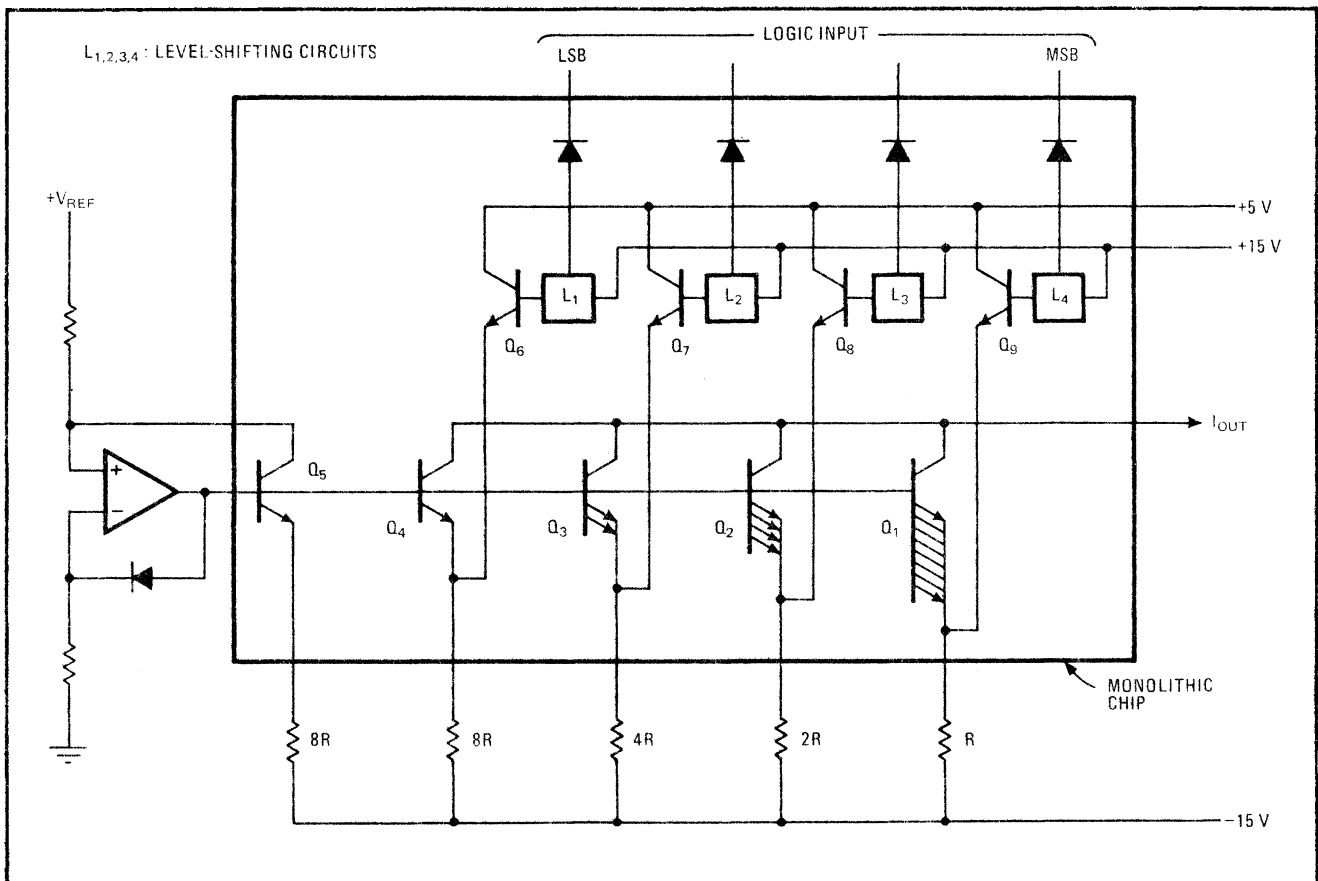 L1,2,3,4 : LEVEL-SHIFTING CIRCUITS
LOGIC INPUT
LSB
MSB
+VREF
+5 V
+15 V
L1
L2
L3
L4
Q6
Q7
Q8
Q9
IOUT
+
Q5
−
Q4
Q3
Q2
Q1
MONOLITHIC
CHIP
8R
8R
4R
2R
R
−15 V